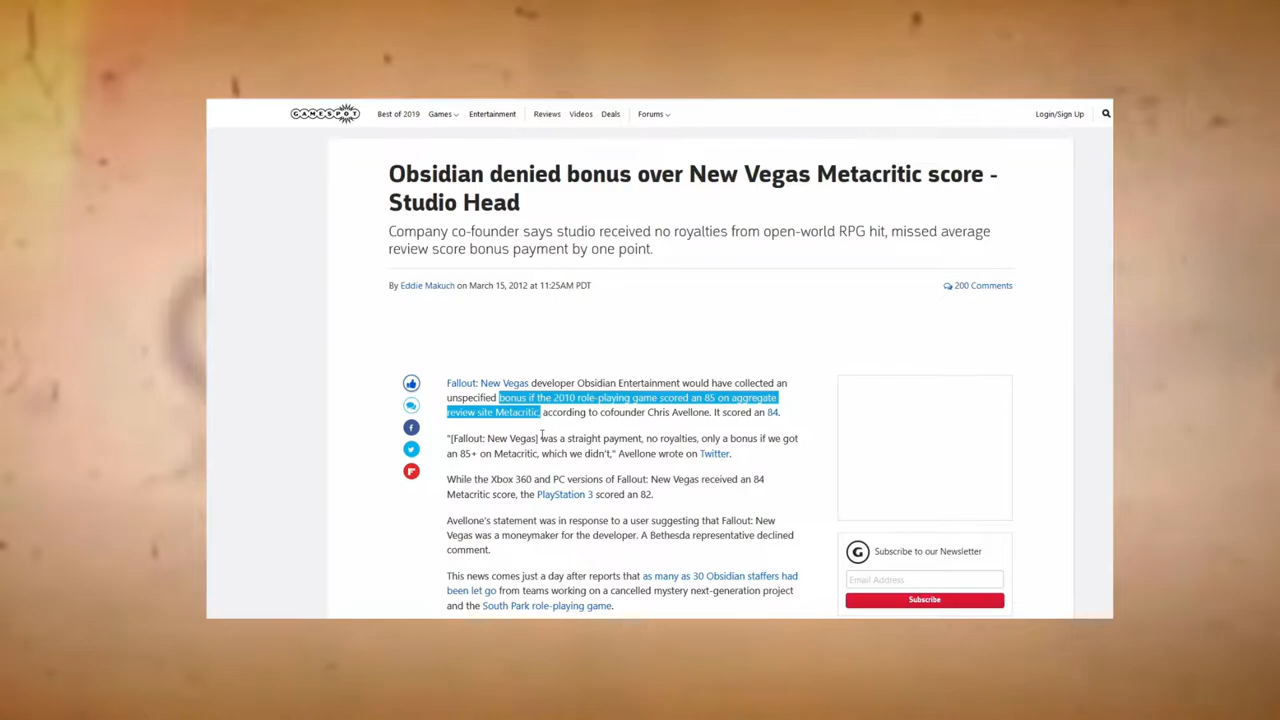 GAMESPOT Best of 2019 Games Entertainment Reviews Videos Deals Forums Login/Sign Up
Obsidian denied bonus over New Vegas Metacritic score -
Studio Head
Company co-founder says studio received no royalties from open-world RPG hit, missed average
review score bonus payment by one point.
By Eddie Makuch on March 15, 2012 at 11:25AM PDT
200 Comments
Fallout: New Vegas developer Obsidian Entertainment would have collected an
unspecified bonus if the 2010 role-playing game scored an 85 on aggregate
review site Metacritic, according to cofounder Chris Avellone. It scored an 84.
"[Fallout: New Vegas] was a straight payment, no royalties, only a bonus if we got
an 85+ on Metacritic, which we didn't," Avellone wrote on Twitter.
While the Xbox 360 and PC versions of Fallout: New Vegas received an 84
Metacritic score, the PlayStation 3 scored an 82.
Avellone's statement was in response to a user suggesting that Fallout: New
Vegas was a moneymaker for the developer. A Bethesda representative declined
comment.
This news comes just a day after reports that as many as 30 Obsidian staffers had
been let go from teams working on a cancelled mystery next-generation project
and the South Park role-playing game.
G Subscribe to our Newsletter
Email Address
Subscribe